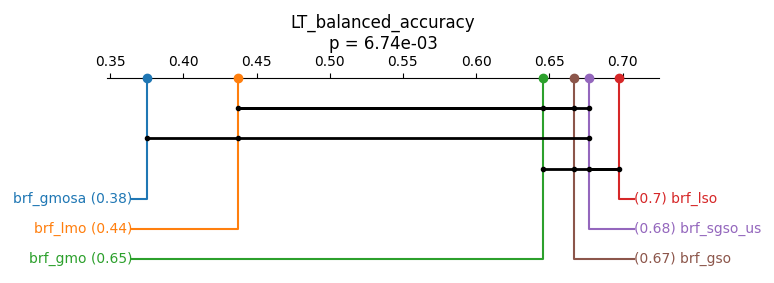 LT_balanced_accuracy
p = 6.74e-03
0.35 0.40 0.45 0.50 0.55 0.60 0.65 0.70
brf_gmosa (0.38) (0.7) brf_lso
brf_lmo (0.44) (0.68) brf_sgso_us
brf_gmo (0.65) (0.67) brf_gso